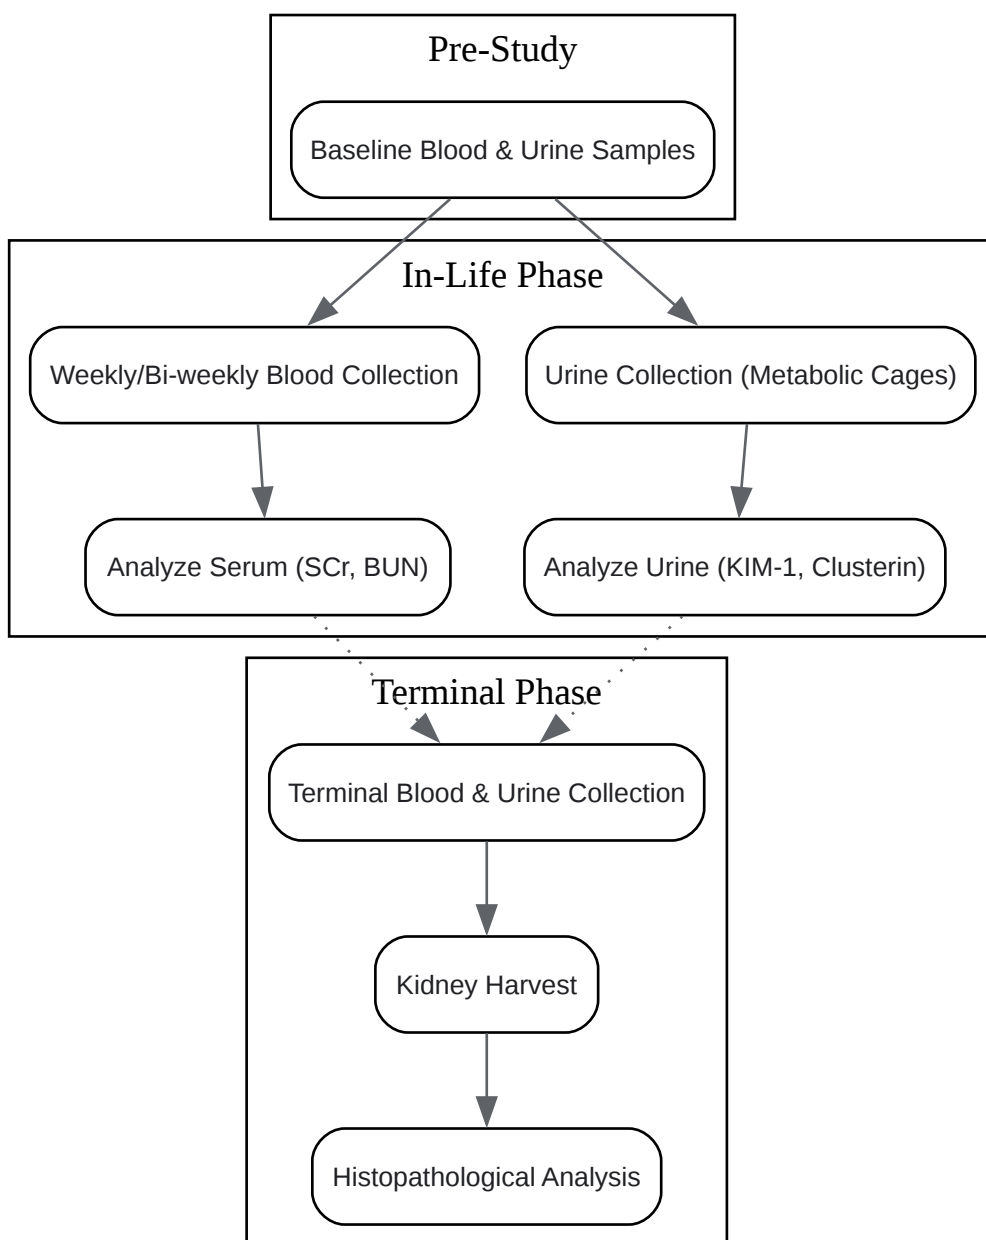 Pre-Study
Baseline Blood & Urine Samples
In-Life Phase
Weekly/Bi-weekly Blood Collection
Urine Collection (Metabolic Cages)
Analyze Serum (SCr, BUN)
Analyze Urine (KIM-1, Clusterin)
Terminal Phase
Terminal Blood & Urine Collection
Kidney Harvest
Histopathological Analysis